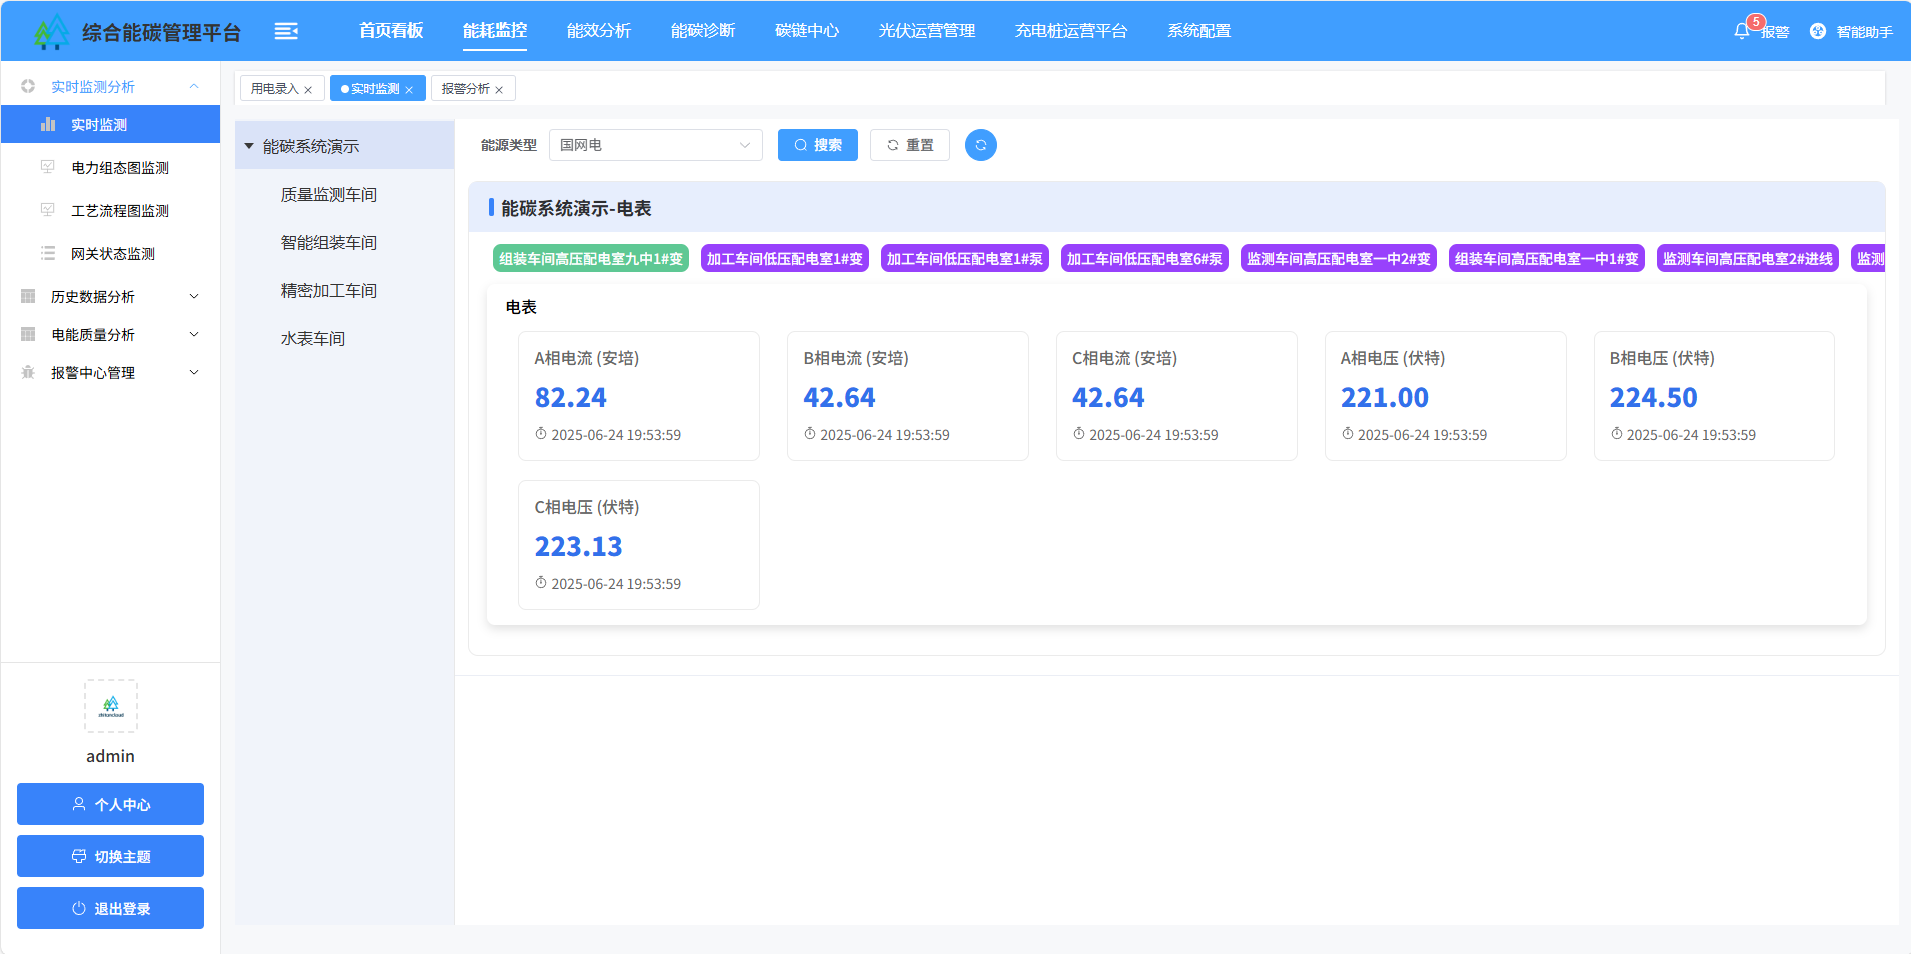 综合能碳管理平台
首页看板
能耗监控
能效分析
能碳诊断
碳链中心
光伏运营管理
充电桩运营平台
系统配置
5
报警
智能助手
实时监测分析
实时监测
电力组态图监测
工艺流程图监测
网关状态监测
历史数据分析
电能质量分析
报警中心管理
admin
个人中心
切换主题
退出登录
用电录入
实时监测
报警分析
能碳系统演示
质量监测车间
智能组装车间
精密加工车间
水表车间
能源类型
国网电
搜索
重置
能碳系统演示-电表
组装车间高压配电室九中1#变
加工车间低压配电室1#变
加工车间低压配电室1#泵
加工车间低压配电室6#泵
监测车间高压配电室一中2#变
组装车间高压配电室一中1#变
监测车间高压配电室2#进线
监测
电表
A相电流 (安培)
82.24
2025-06-24 19:53:59
B相电流 (安培)
42.64
2025-06-24 19:53:59
C相电流 (安培)
42.64
2025-06-24 19:53:59
A相电压 (伏特)
221.00
2025-06-24 19:53:59
B相电压 (伏特)
224.50
2025-06-24 19:53:59
C相电压 (伏特)
223.13
2025-06-24 19:53:59